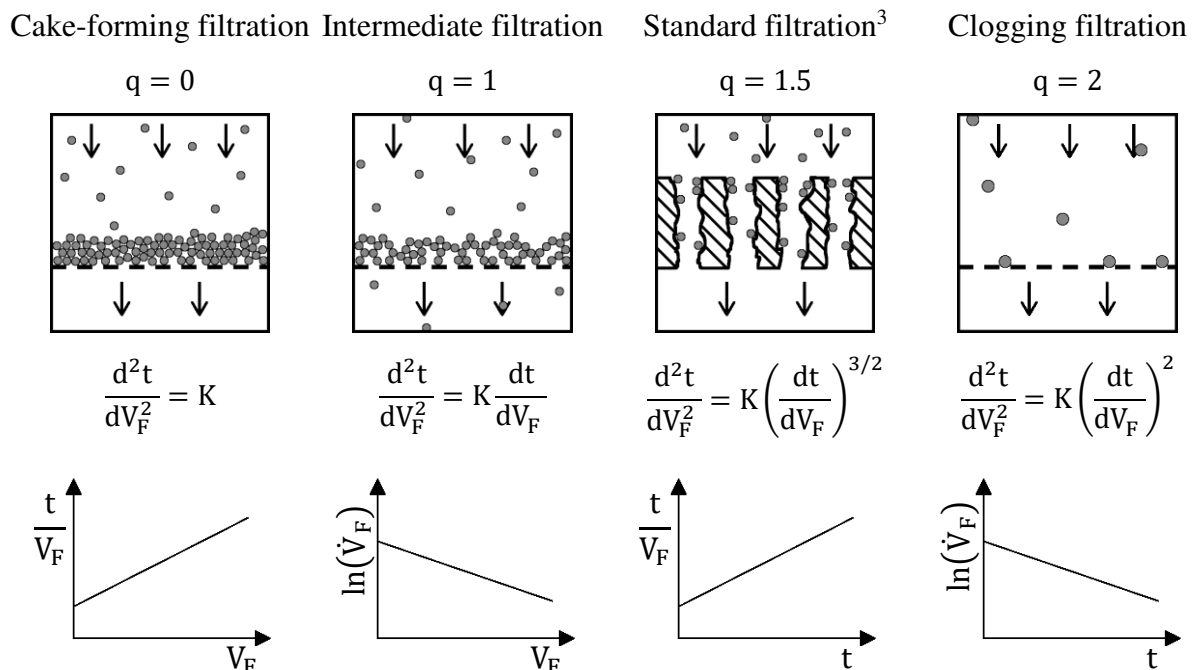 Cake-forming filtration Intermediate filtration Standard filtration³ Clogging filtration
q = 0 q = 1 q = 1.5 q = 2
d²t/dV_F² = K d²t/dV_F² = K dt/dV_F d²t/dV_F² = K(dt/dV_F)^3/2 d²t/dV_F² = K(dt/dV_F)²
t/V_F ln(V̇_F) t/V_F ln(V̇_F)
V_F V_F t t